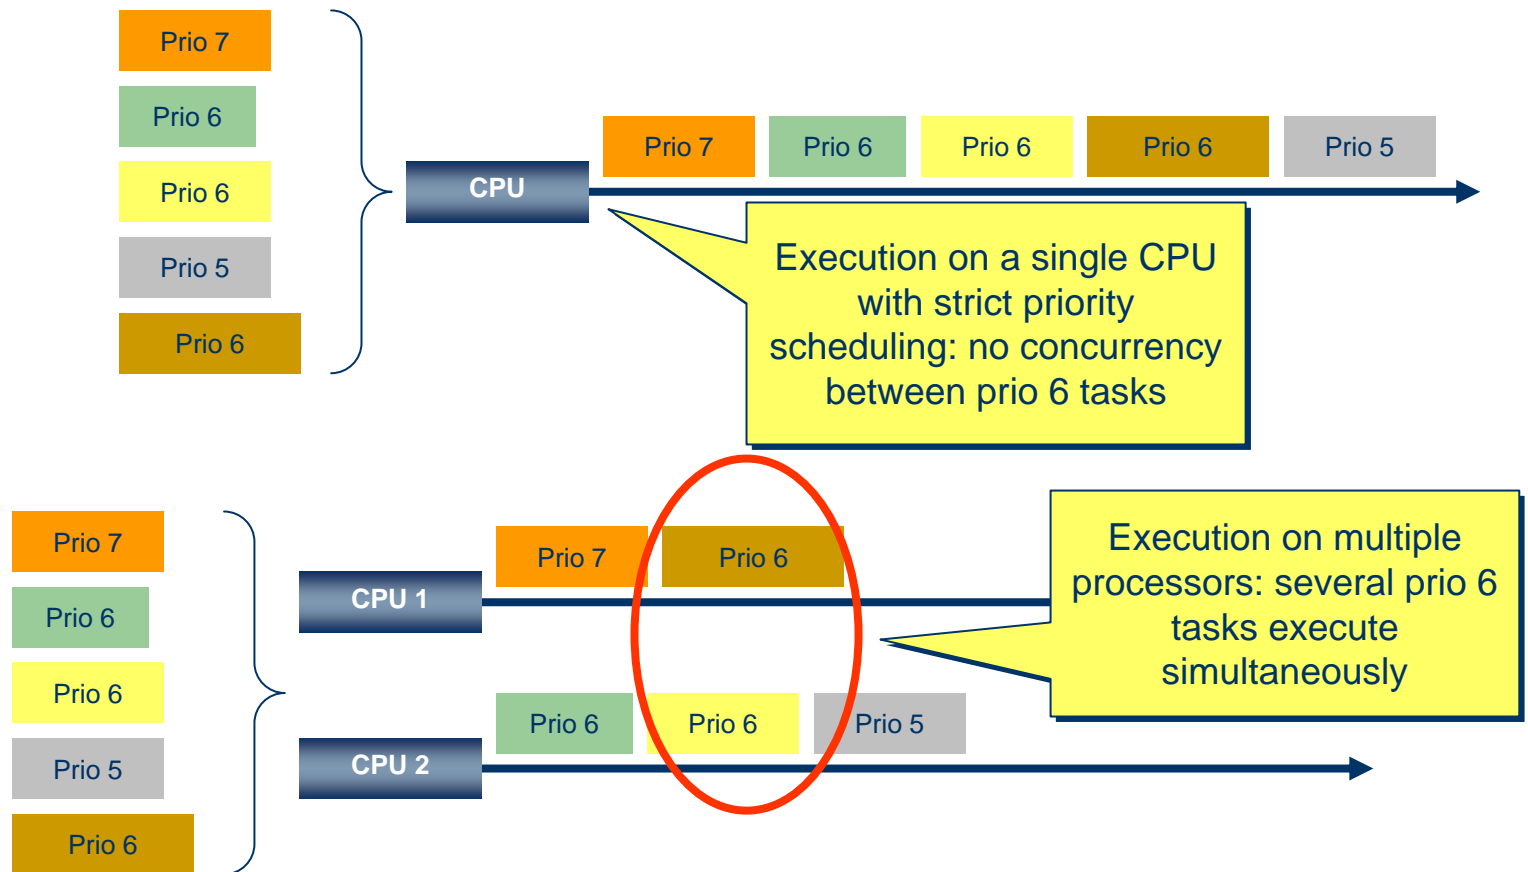 Prio 7
Prio 6
Prio 6
Prio 5
Prio 6
CPU
Prio 7
Prio 6
Prio 6
Prio 6
Prio 5
Execution on a single CPU
with strict priority
scheduling: no concurrency
between prio 6 tasks
Prio 7
Prio 6
Prio 6
Prio 5
Prio 6
CPU 1
Prio 7
Prio 6
CPU 2
Prio 6
Prio 6
Prio 5
Execution on multiple
processors: several prio 6
tasks execute
simultaneously